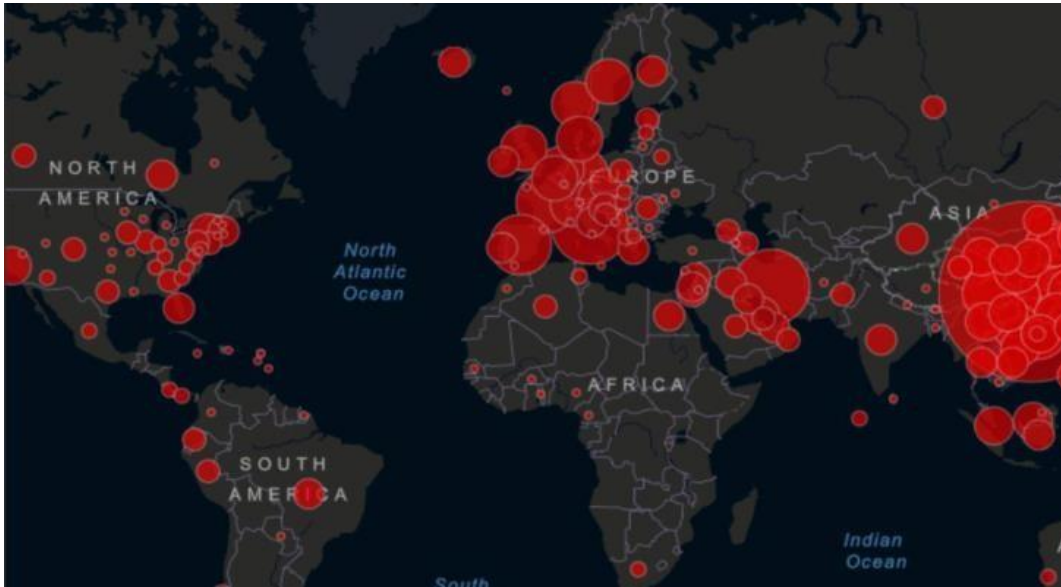 NORTH
AMERICA
EUROPE
ASIA
North
Atlantic
Ocean
AFRICA
SOUTH
AMERICA
Indian
Ocean
South
A